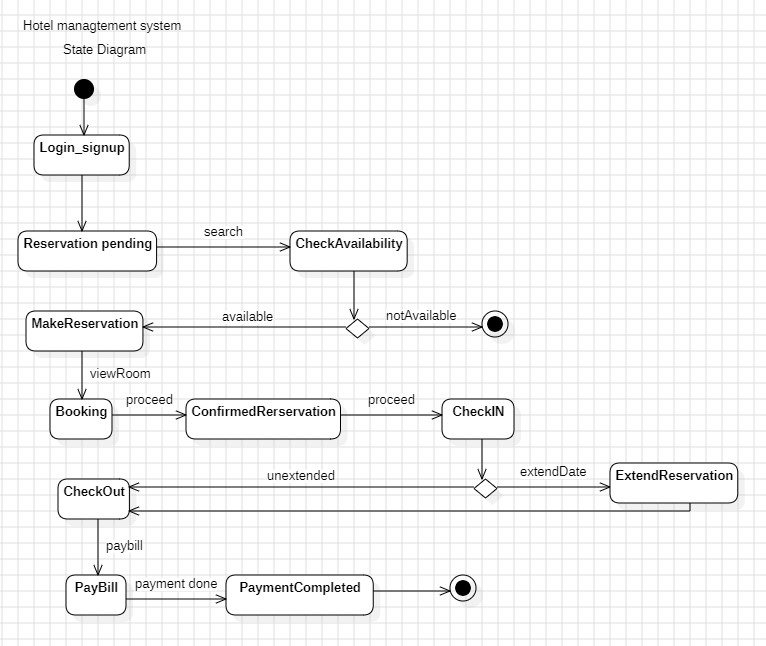 Hotel managtement system
State Diagram
Login_signup
Reservation pending
search
CheckAvailability
MakeReservation
available
notAvailable
viewRoom
Booking
proceed
ConfirmedRerservation
proceed
CheckIN
unextended
extendDate
ExtendReservation
CheckOut
paybill
PayBill
payment done
PaymentCompleted